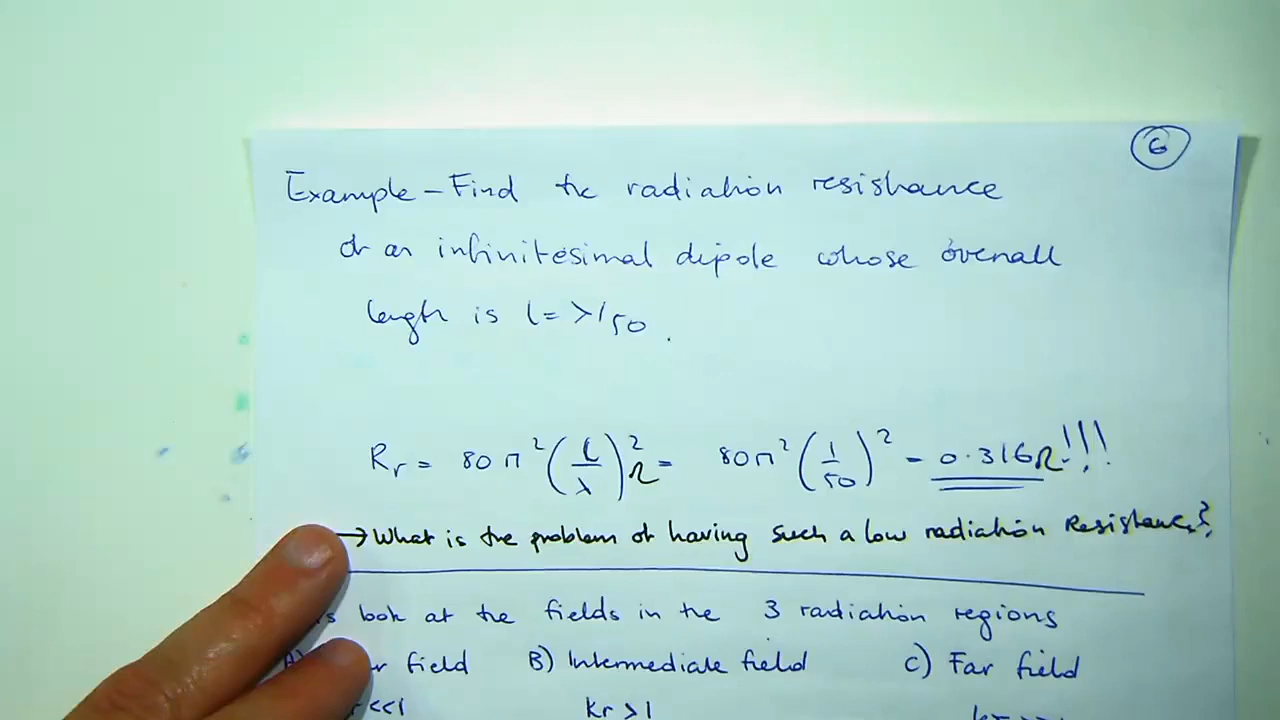 6
Example – Find the radiation resistance
of an infinitesimal dipole whose overall
length is l = λ/50.
Rr = 80π²(l/λ)²Ω = 80π²(1/50)² = 0.316Ω!!!
→ What is the problem of having such a low radiation Resistance?
look at the fields in the 3 radiation regions
field B) Intermediate field C) Far field
<<1 kr >1